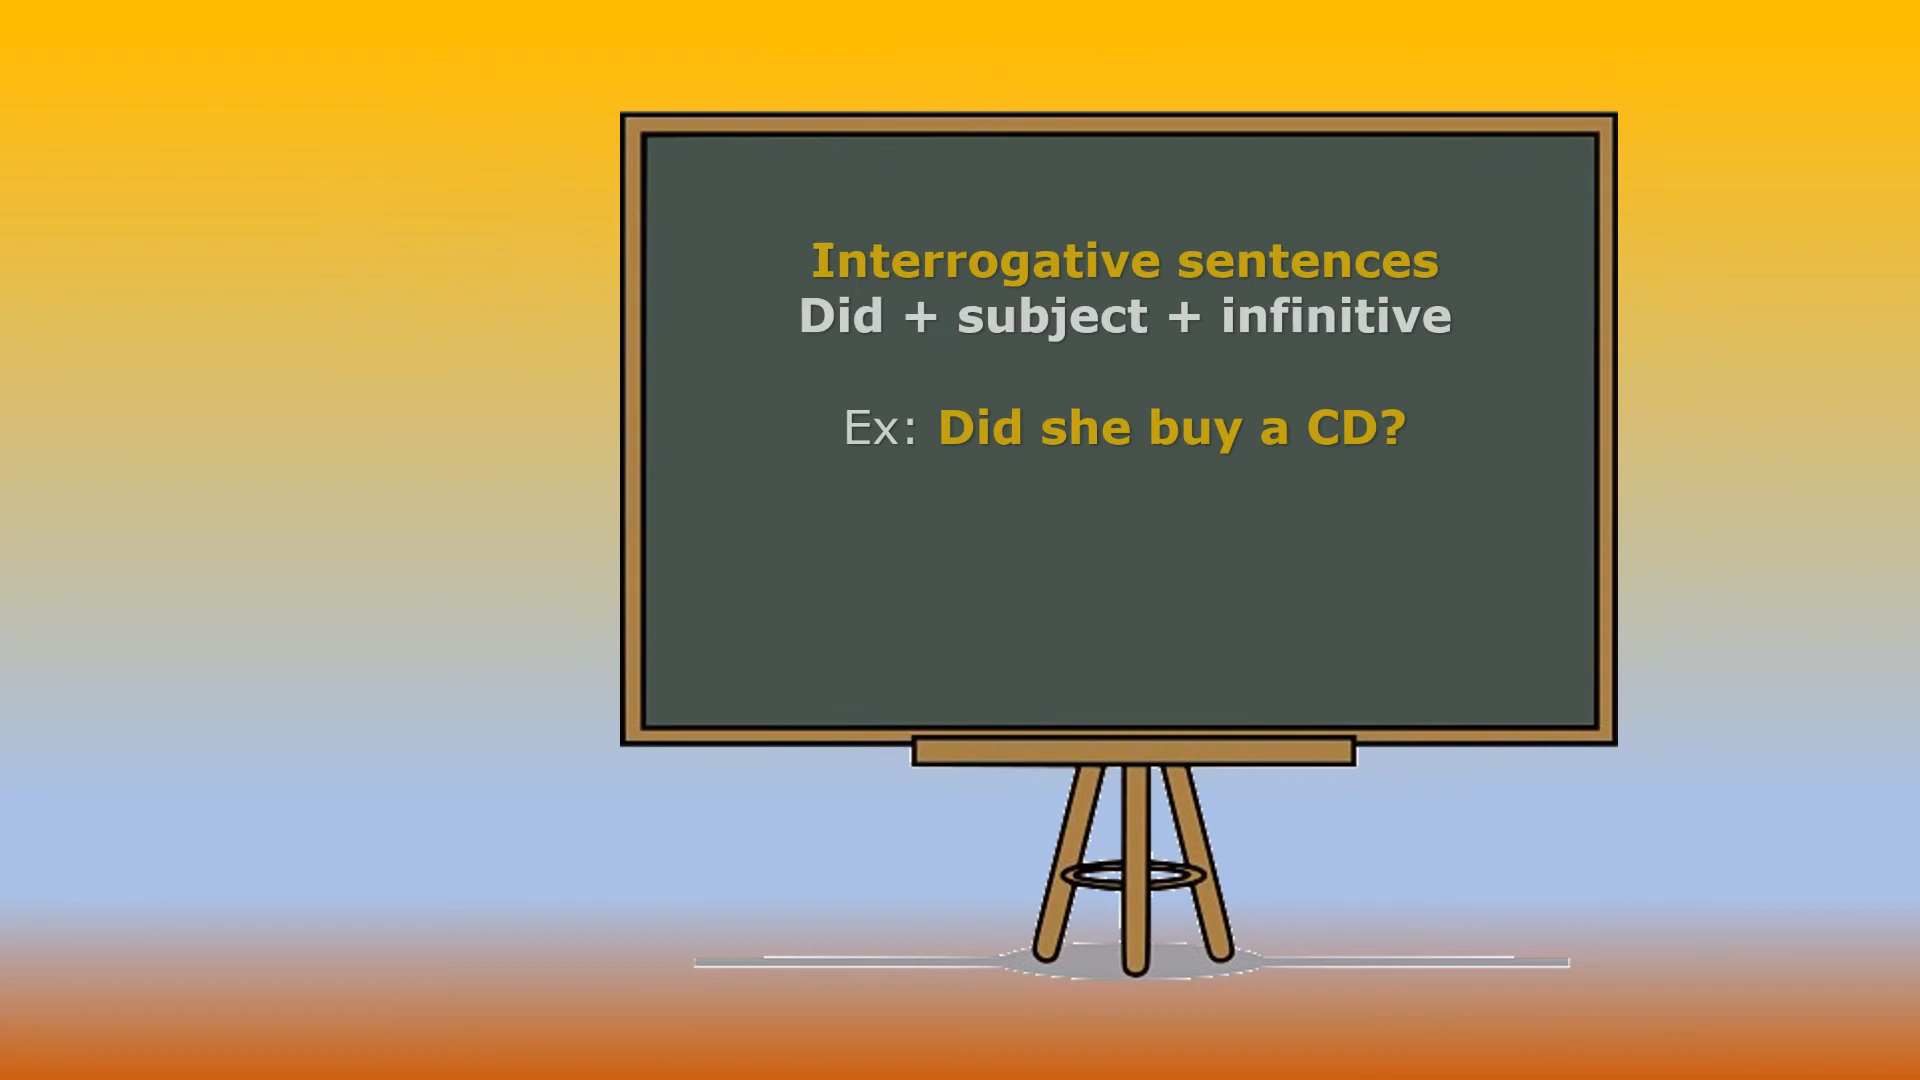 Interrogative sentences
Did + subject + infinitive
Ex: Did she buy a CD?